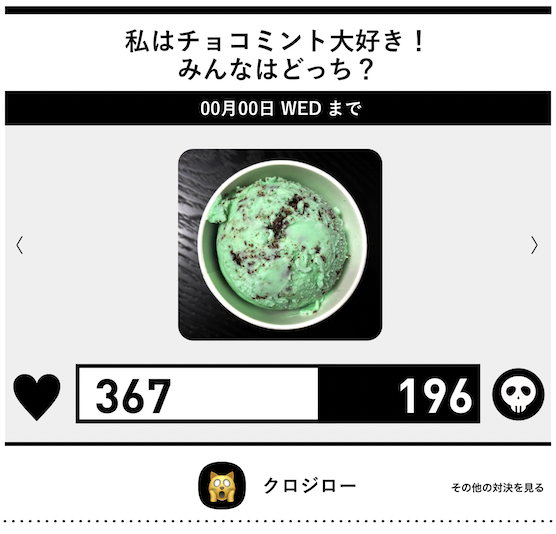 私はチョコミント大好き！
みんなはどっち？
00月00日 WED まで
367
196
クロジロー
その他の対決を見る